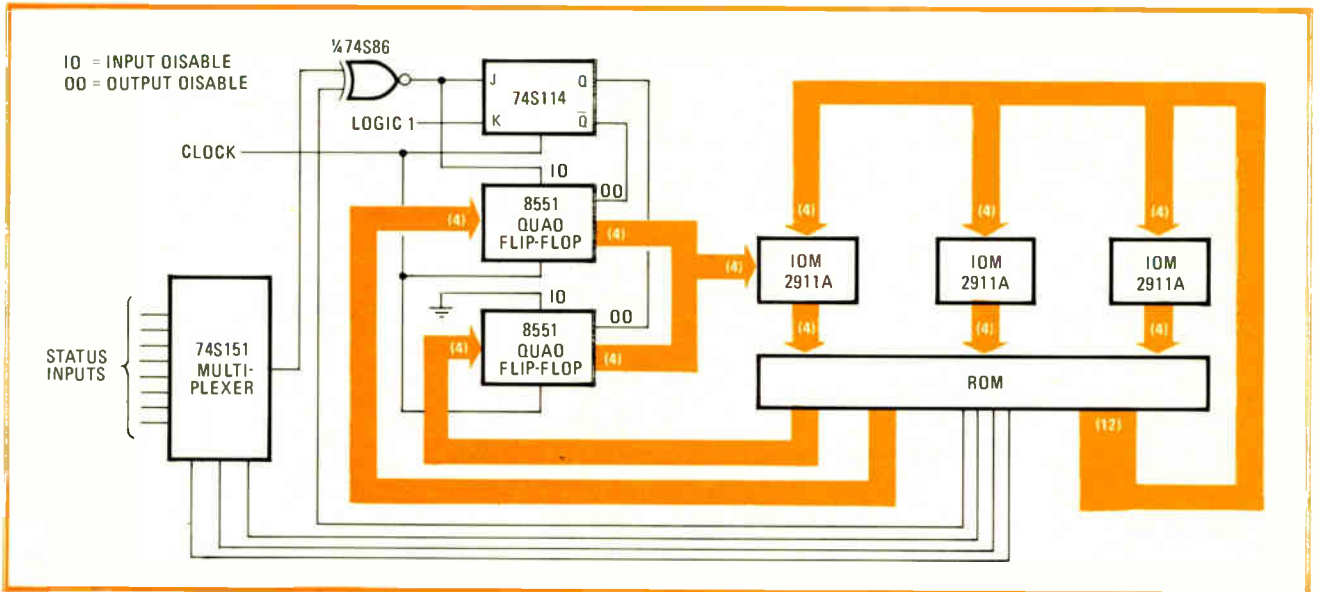 IO = INPUT OISABLE
OO = OUTPUT OISABLE
¼74S86
J
Q
74S114
K
Q̅
LOGIC 1
CLOCK
IO
OO
8551
QUAO
FLIP-FLOP
(4)
(4)
IO
OO
8551
QUAO
FLIP-FLOP
(4)
(4)
(4)
STATUS
INPUTS
74S151
MULTI-
PLEXER
(4)
(4)
(4)
IOM
2911A
IOM
2911A
IOM
2911A
(4)
(4)
(4)
ROM
(12)